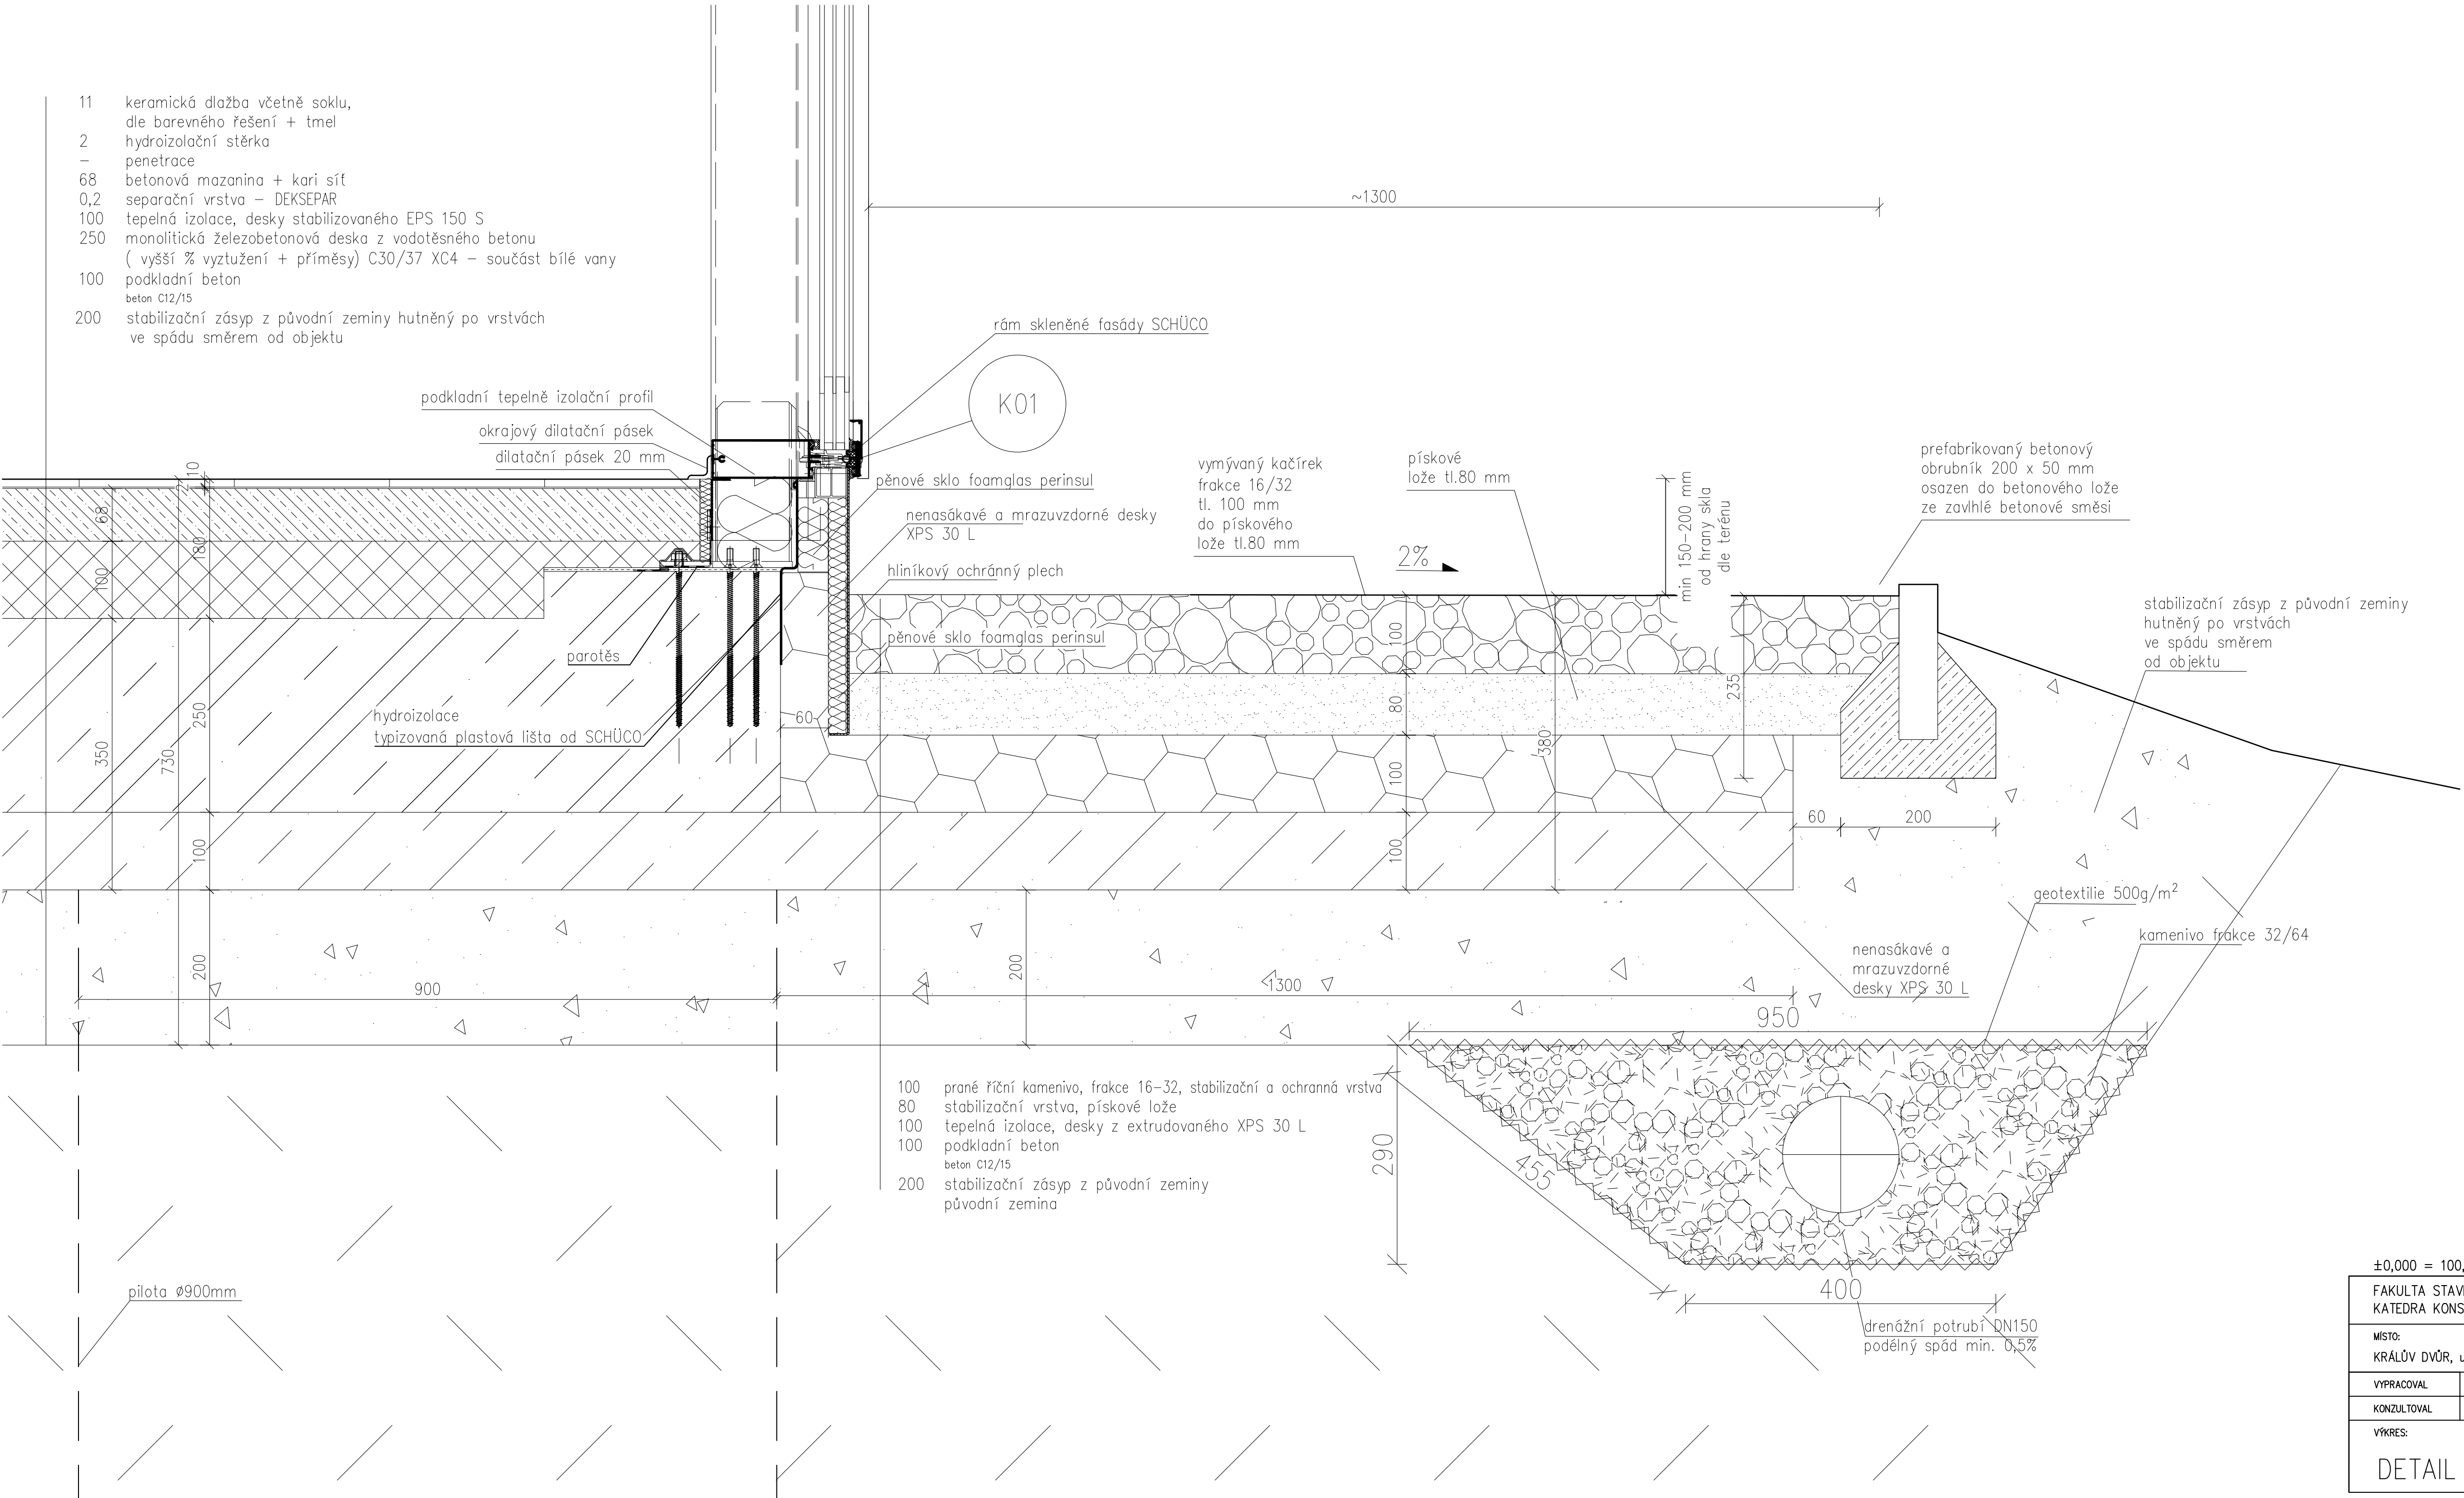 11 keramická dlažba včetně soklu,
dle barevného řešení + tmel
2 hydroizolační stěrka
– penetrace
68 betonová mazanina + kari síť
0,2 separační vrstva – DEKSEPAR
100 tepelná izolace, desky stabilizovaného EPS 150 S
250 monolitická železobetonová deska z vodotěsného betonu
( vyšší % vyztužení + příměsy) C30/37 XC4 – součást bílé vany
100 podkladní beton
beton C12/15
200 stabilizační zásyp z původní zeminy hutněný po vrstvách
ve spádu směrem od objektu
~1300
rám skleněné fasády SCHÜCO
K01
podkladní tepelně izolační profil
okrajový dilatační pásek
dilatační pásek 20 mm
pěnové sklo foamglas perinsul
nenasákavé a mrazuvzdorné desky
XPS 30 L
hliníkový ochránný plech
pěnové sklo foamglas perinsul
vymývaný kačírek
frakce 16/32
tl. 100 mm
do pískového
lože tl.80 mm
pískové
lože tl.80 mm
2%
min 150–200 mm
od hrany skla
dle terénu
prefabrikovaný betonový
obrubník 200 x 50 mm
osazen do betonového lože
ze zavlhlé betonové směsi
stabilizační zásyp z původní zeminy
hutněný po vrstvách
ve spádu směrem
od objektu
parotěs
hydroizolace
typizovaná plastová lišta od SCHÜCO
10
2
68
180
100
250
350
730
100
200
60
100
80
100
100
380
235
60
200
900
200
1300
geotextilie 500g/m²
kamenivo frakce 32/64
nenasákavé a
mrazuvzdorné
desky XPS 30 L
950
290
455
400
100 prané říční kamenivo, frakce 16–32, stabilizační a ochranná vrstva
80 stabilizační vrstva, pískové lože
100 tepelná izolace, desky z extrudovaného XPS 30 L
100 podkladní beton
beton C12/15
200 stabilizační zásyp z původní zeminy
původní zemina
drenážní potrubí DN150
podélný spád min. 0,5%
pilota ø900mm
±0,000 = 100,
FAKULTA STAV
KATEDRA KONS
MÍSTO:
KRÁLŮV DVŮR, u
VYPRACOVAL
KONZULTOVAL
VÝKRES:
DETAIL